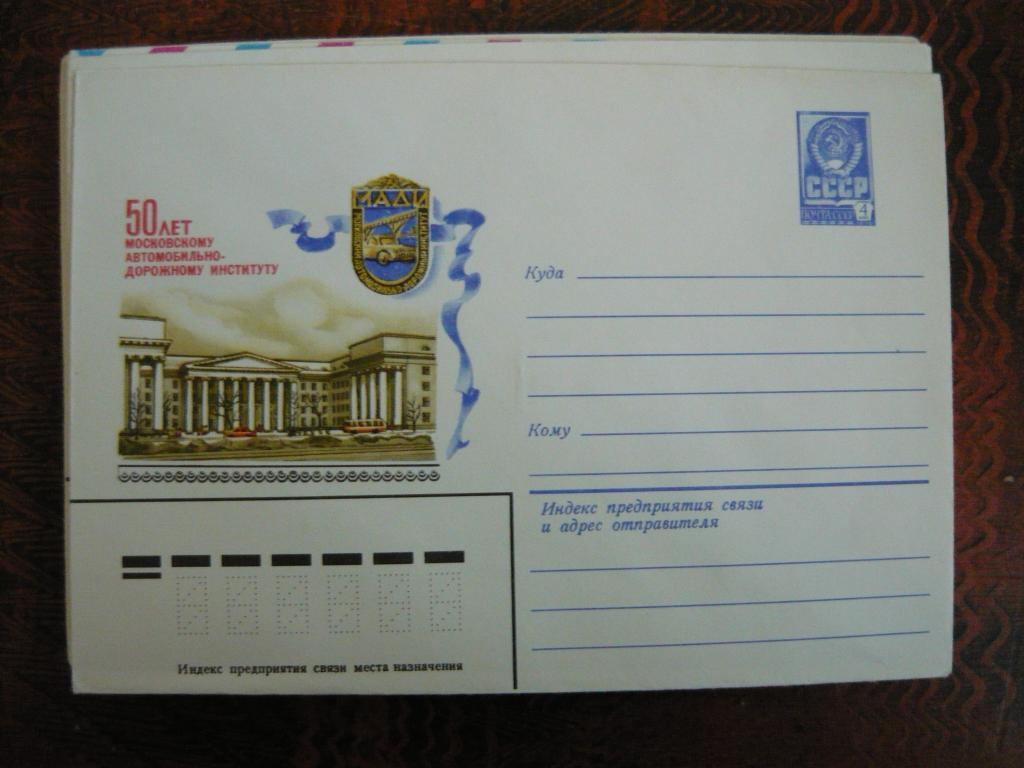 50 ЛЕТ
МОСКОВСКОМУ
АВТОМОБИЛЬНО-
ДОРОЖНОМУ ИНСТИТУТУ
МАДИ
СССР
ПОЧТА СССР 4
Куда
Кому
Индекс предприятия связи
и адрес отправителя
Индекс предприятия связи места назначения